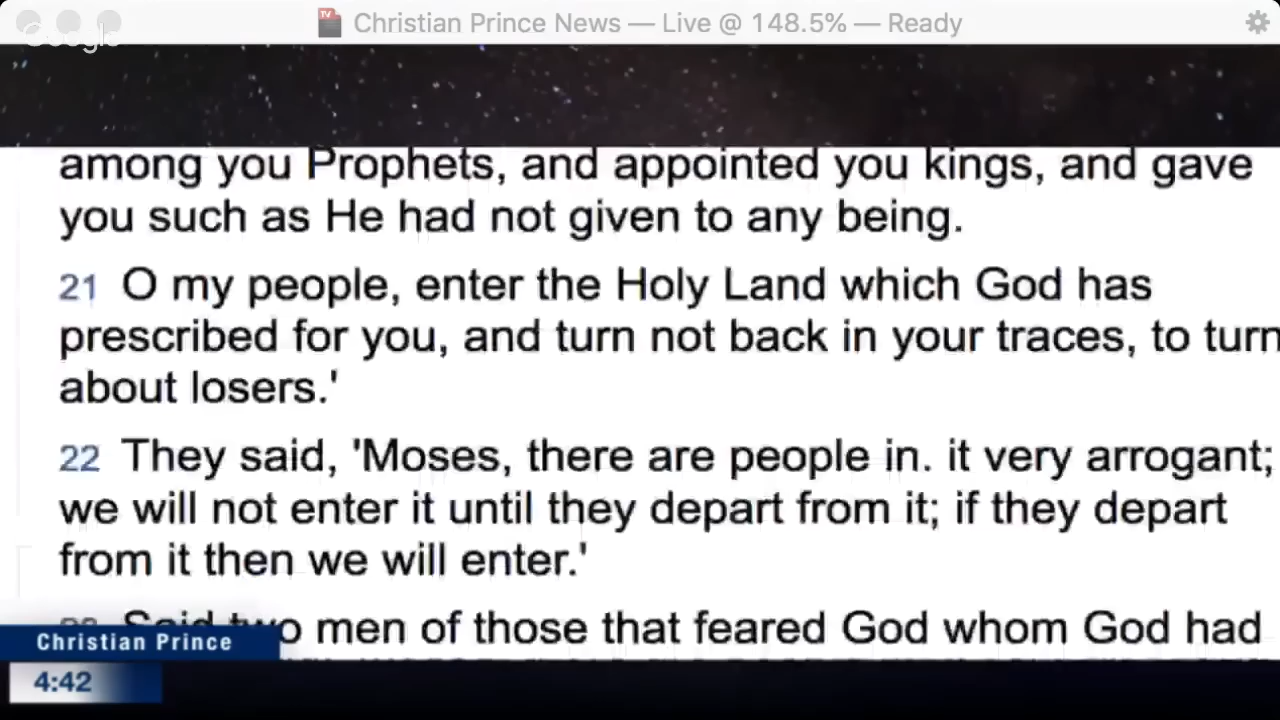 Christian Prince News — Live @ 148.5% — Ready
Google
among you Prophets, and appointed you kings, and gave
you such as He had not given to any being.
21 O my people, enter the Holy Land which God has
prescribed for you, and turn not back in your traces, to turn
about losers.'
22 They said, 'Moses, there are people in. it very arrogant;
we will not enter it until they depart from it; if they depart
from it then we will enter.'
Said two men of those that feared God whom God had
Christian Prince
4:42